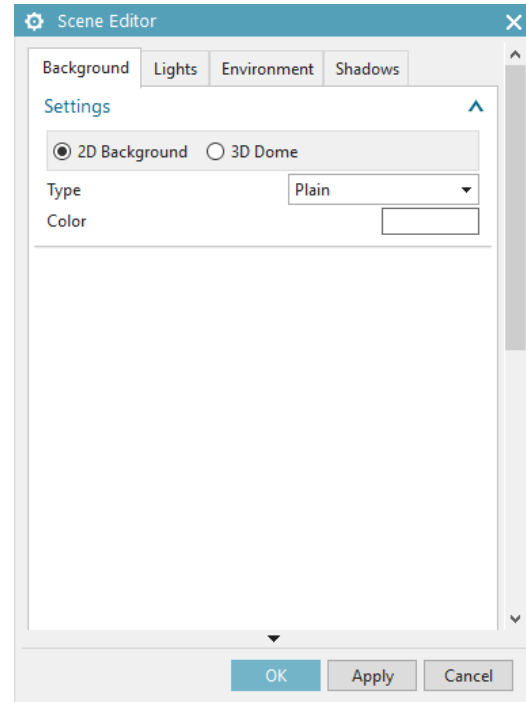 Scene Editor
Background Lights Environment Shadows
Settings
2D Background 3D Dome
Type Plain
Color
OK Apply Cancel